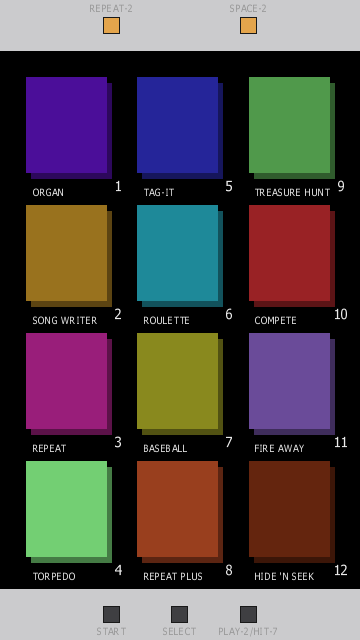 REPEAT-2 SPACE-2
ORGAN 1 TAG-IT 5 TREASURE HUNT 9
SONG WRITER 2 ROULETTE 6 COMPETE 10
REPEAT 3 BASEBALL 7 FIRE AWAY 11
TORPEDO 4 REPEAT PLUS 8 HIDE 'N SEEK 12
START SELECT PLAY-2/HIT-7